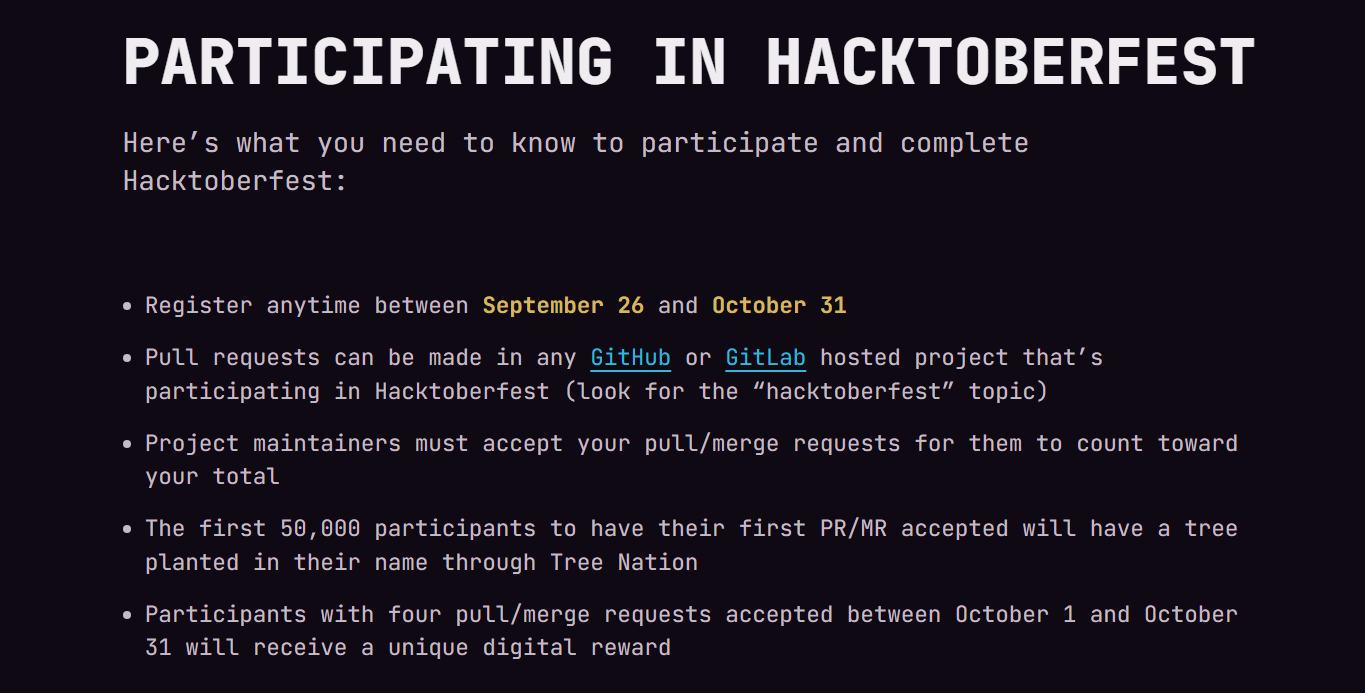 PARTICIPATING IN HACKTOBERFEST
Here’s what you need to know to participate and complete
Hacktoberfest:
• Register anytime between September 26 and October 31
• Pull requests can be made in any GitHub or GitLab hosted project that’s
participating in Hacktoberfest (look for the “hacktoberfest” topic)
• Project maintainers must accept your pull/merge requests for them to count toward
your total
• The first 50,000 participants to have their first PR/MR accepted will have a tree
planted in their name through Tree Nation
• Participants with four pull/merge requests accepted between October 1 and October
31 will receive a unique digital reward